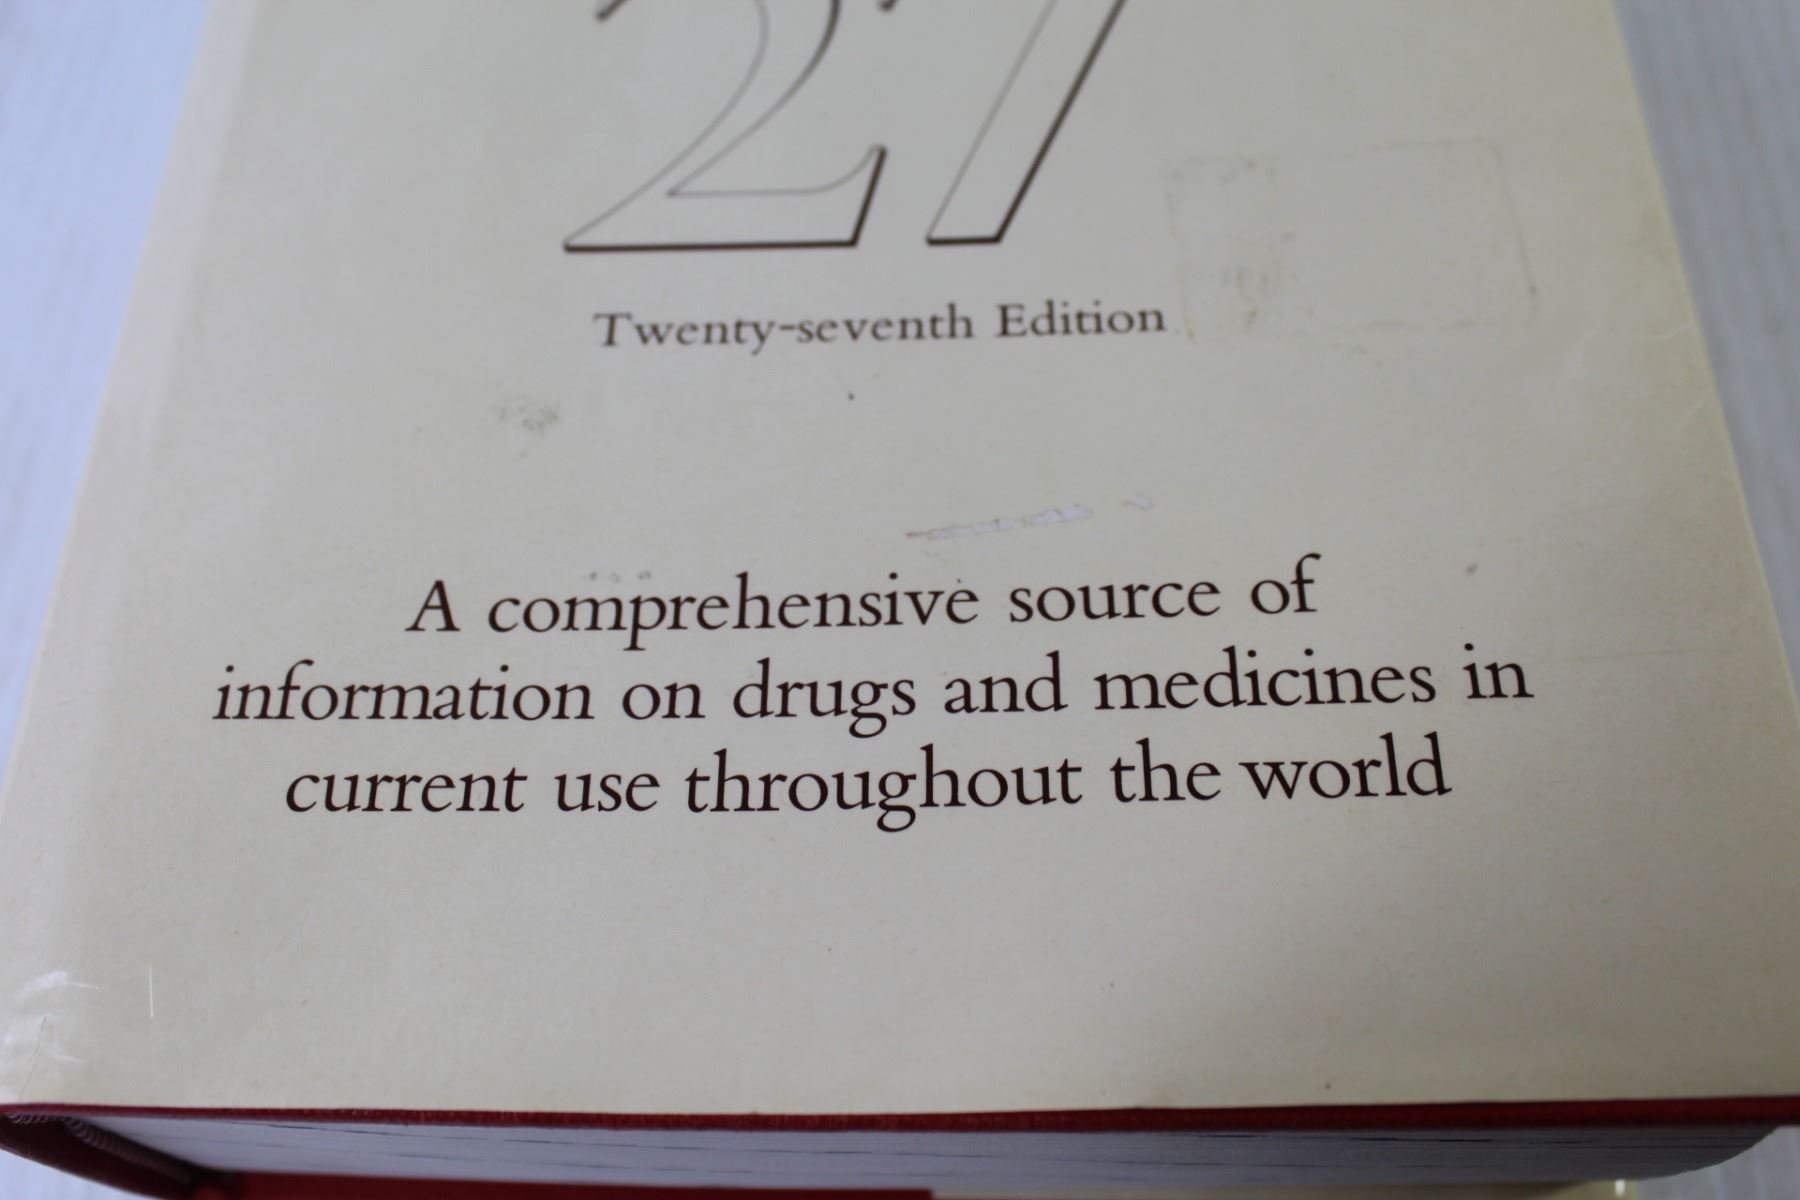 27
Twenty-seventh Edition
A comprehensive source of
information on drugs and medicines in
current use throughout the world